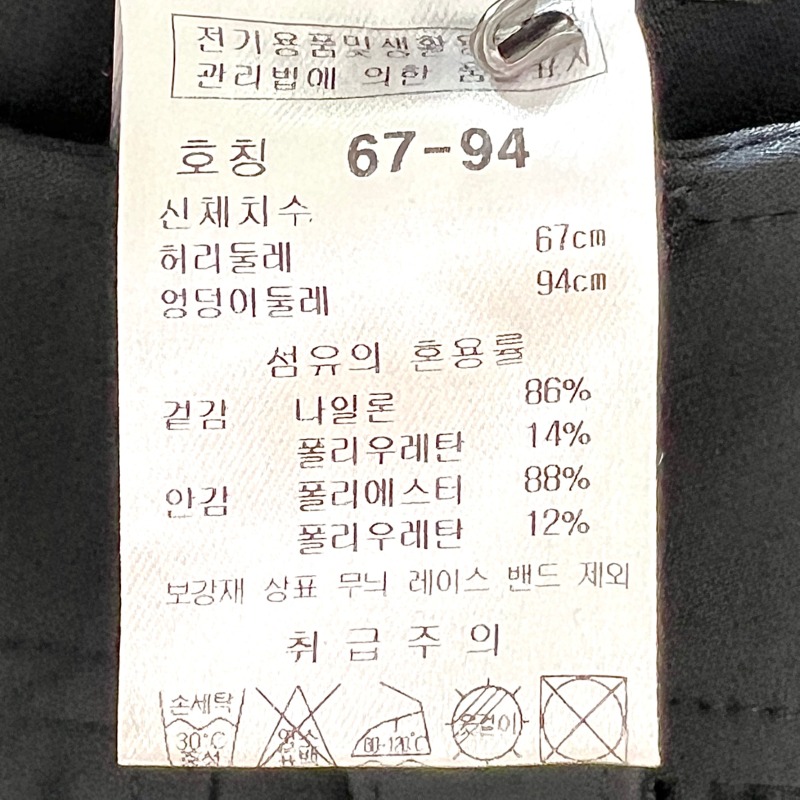 전기용품및생활
관리법에 의한 품 표시
호칭 67-94
신체치수
허리둘레 67cm
엉덩이둘레 94cm
섬유의 혼용률
겉감 나일론 86%
폴리우레탄 14%
안감 폴리에스터 88%
폴리우레탄 12%
보강재 상표 무늬 레이스 밴드 제외
취급주의
손세탁
30°C
중성
염소
표백
80-120°C
옷걸이